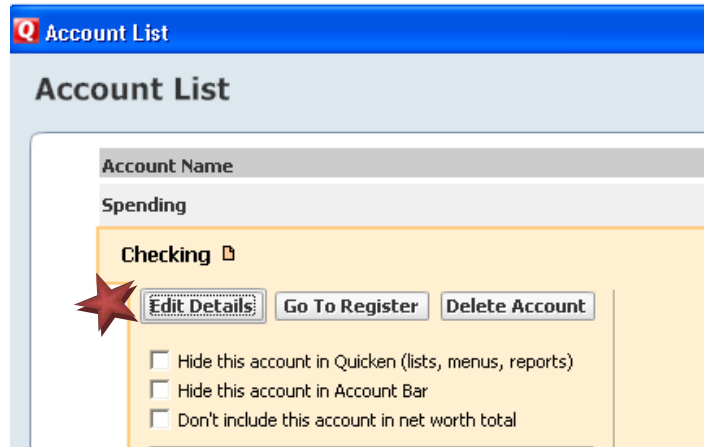 Q Account List
Account List
Account Name
Spending
Checking
Edit Details Go To Register Delete Account
Hide this account in Quicken (lists, menus, reports)
Hide this account in Account Bar
Don't include this account in net worth total